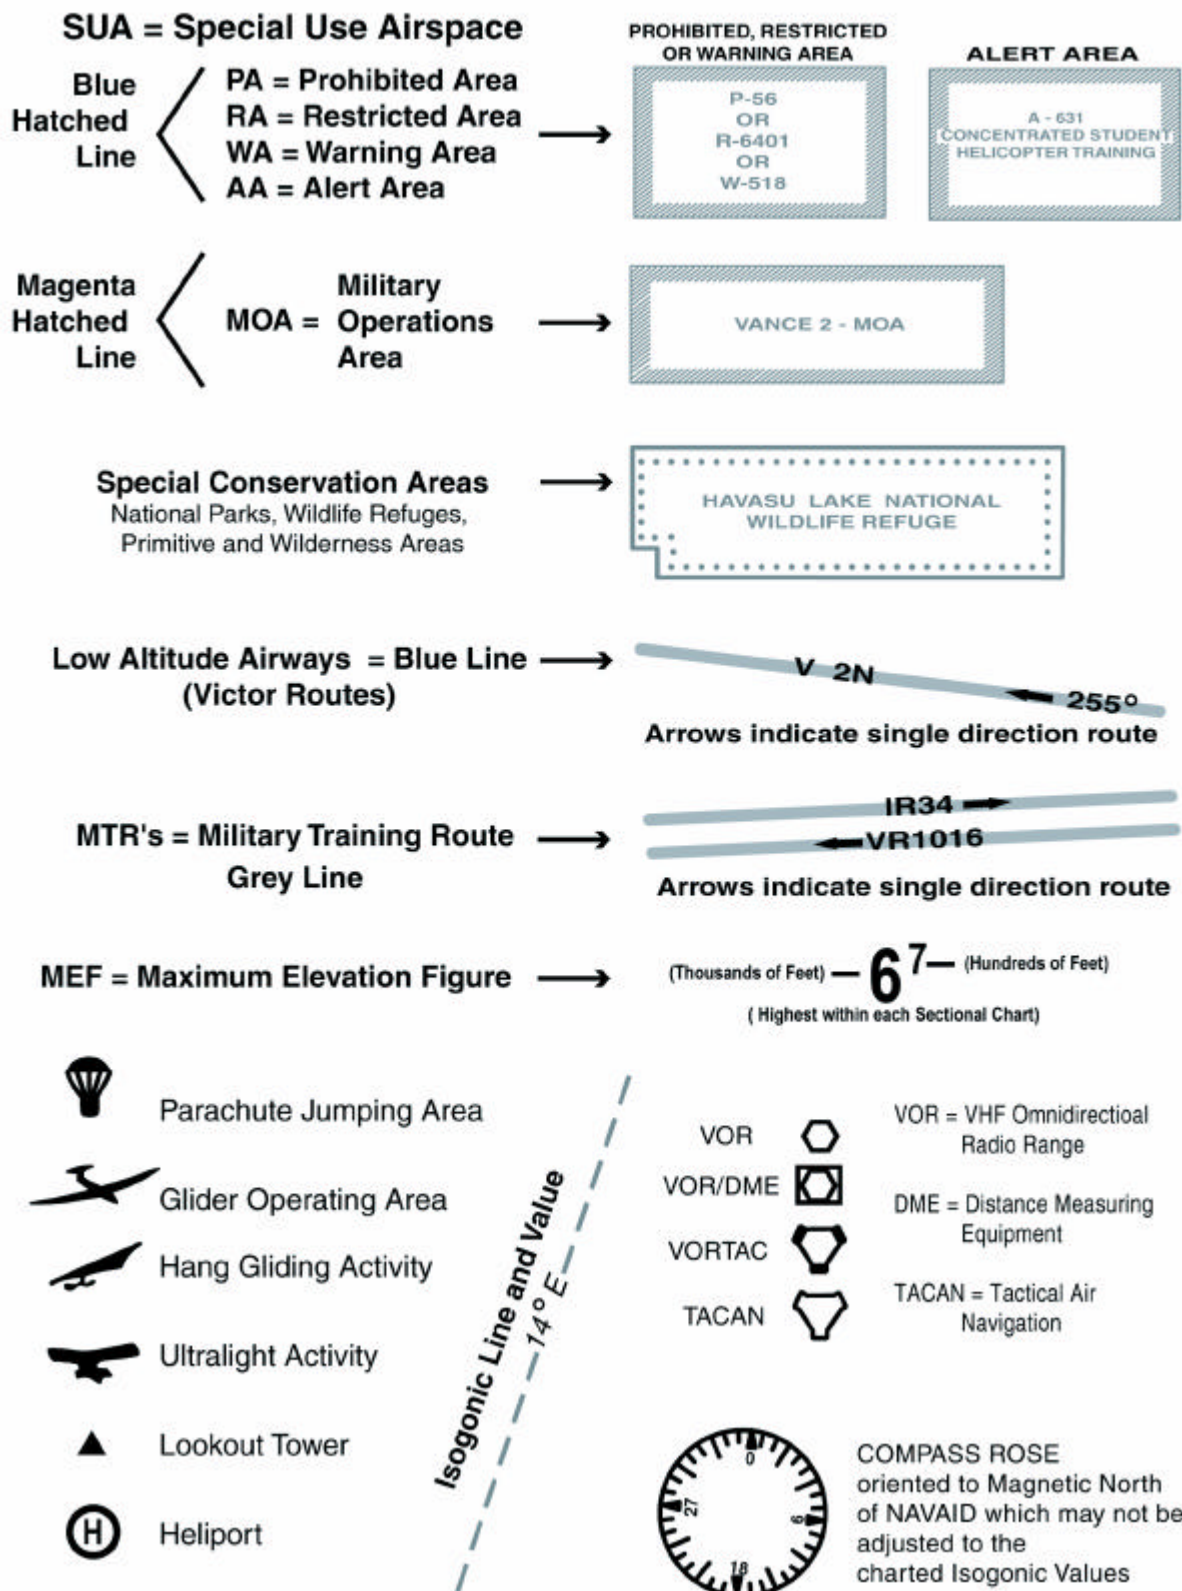 SUA = Special Use Airspace
Blue
Hatched
Line
PA = Prohibited Area
RA = Restricted Area
WA = Warning Area
AA = Alert Area
PROHIBITED, RESTRICTED
OR WARNING AREA
P-56
OR
R-6401
OR
W-518
ALERT AREA
A - 631
CONCENTRATED STUDENT
HELICOPTER TRAINING
Magenta
Hatched
Line
MOA =
Military
Operations
Area
VANCE 2 - MOA
Special Conservation Areas
National Parks, Wildlife Refuges,
Primitive and Wilderness Areas
HAVASU LAKE NATIONAL
WILDLIFE REFUGE
Low Altitude Airways = Blue Line
(Victor Routes)
V 2N
255°
Arrows indicate single direction route
MTR's = Military Training Route
Grey Line
IR34
VR1016
Arrows indicate single direction route
MEF = Maximum Elevation Figure
(Thousands of Feet) — 6 7 — (Hundreds of Feet)
( Highest within each Sectional Chart)
Parachute Jumping Area
Glider Operating Area
Hang Gliding Activity
Ultralight Activity
Lookout Tower
H
Heliport
Isogonic Line and Value
14° E
VOR
VOR/DME
VORTAC
TACAN
VOR = VHF Omnidirectioal
Radio Range
DME = Distance Measuring
Equipment
TACAN = Tactical Air
Navigation
0
27
9
18
COMPASS ROSE
oriented to Magnetic North
of NAVAID which may not be
adjusted to the
charted Isogonic Values